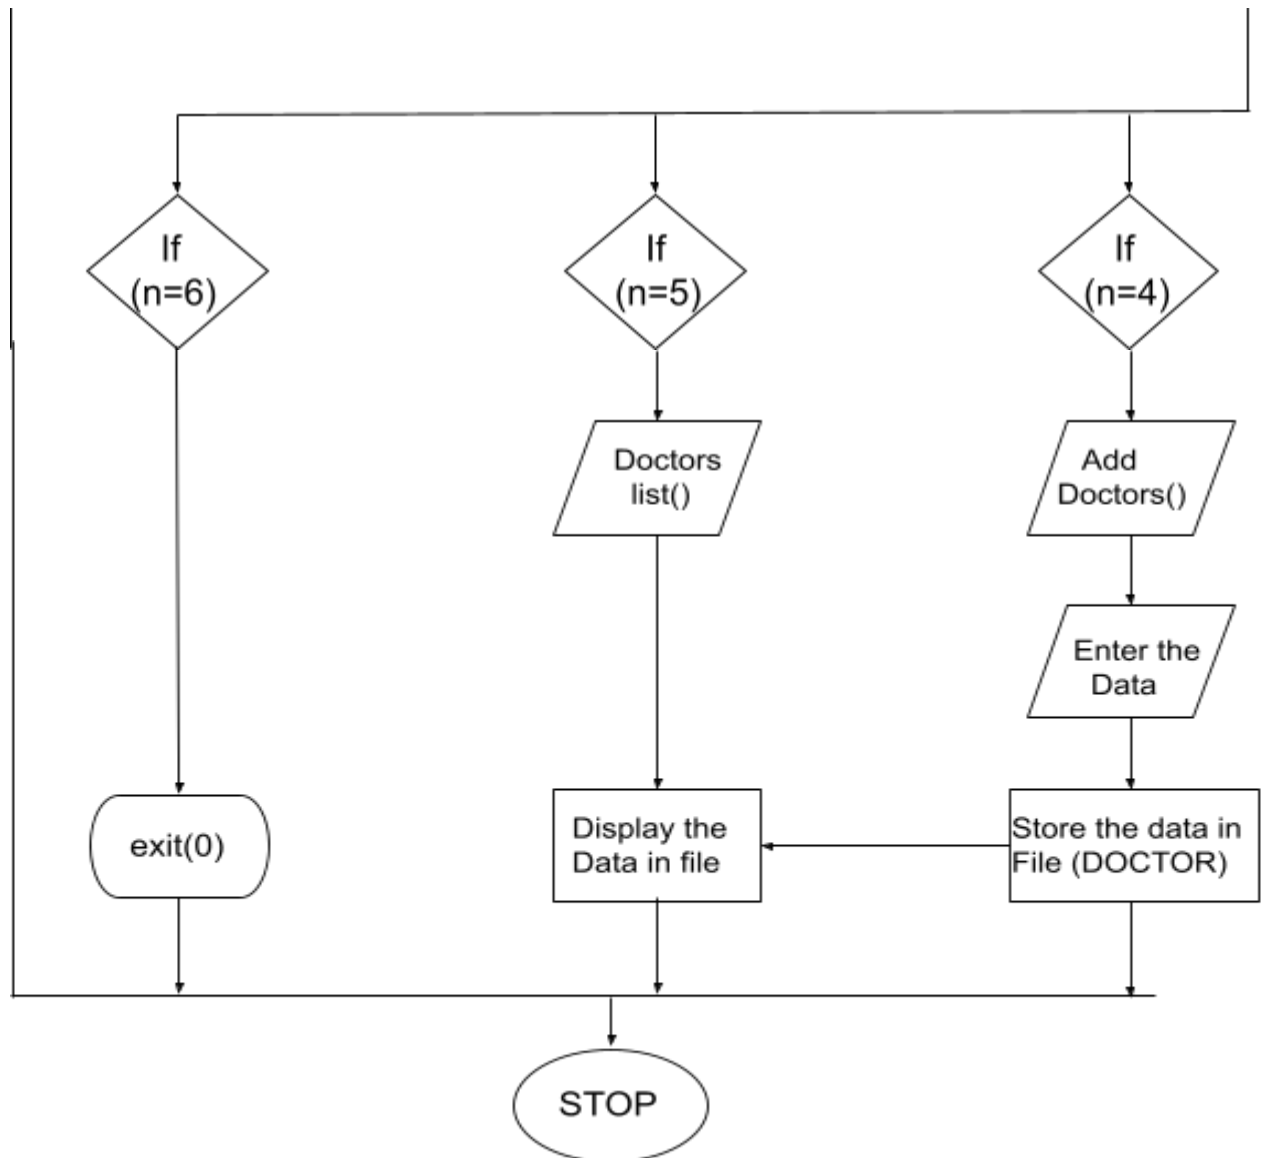 If
(n=6)
If
(n=5)
If
(n=4)
Doctors
list()
Add
Doctors()
Enter the
Data
exit(0)
Display the
Data in file
Store the data in
File (DOCTOR)
STOP